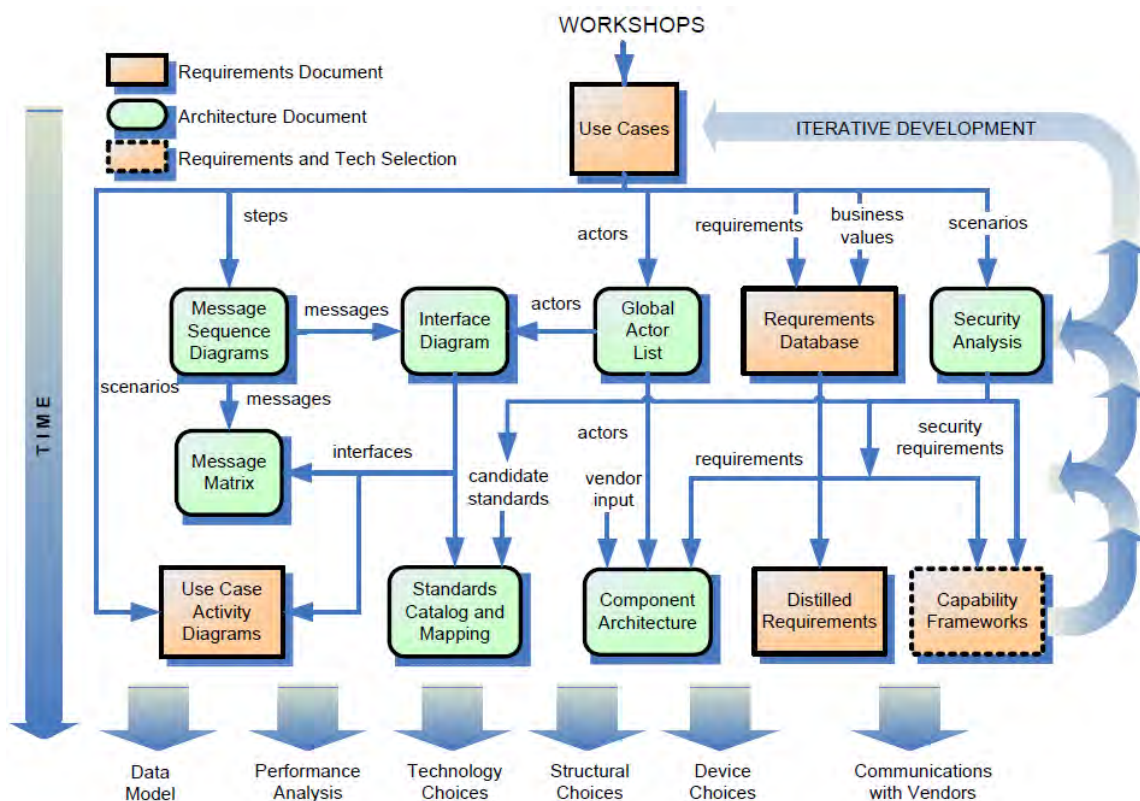 WORKSHOPS
Requirements Document
Architecture Document
Requirements and Tech Selection
Use Cases
ITERATIVE DEVELOPMENT
steps
actors
requirements
business
values
scenarios
Message
Sequence
Diagrams
messages
Interface
Diagram
actors
Global
Actor
List
Requrements
Database
Security
Analysis
scenarios
messages
TIME
Message
Matrix
interfaces
candidate
standards
actors
vendor
input
requirements
security
requirements
Use Case
Activity
Diagrams
Standards
Catalog and
Mapping
Component
Architecture
Distilled
Requirements
Capability
Frameworks
Data
Model
Performance
Analysis
Technology
Choices
Structural
Choices
Device
Choices
Communications
with Vendors